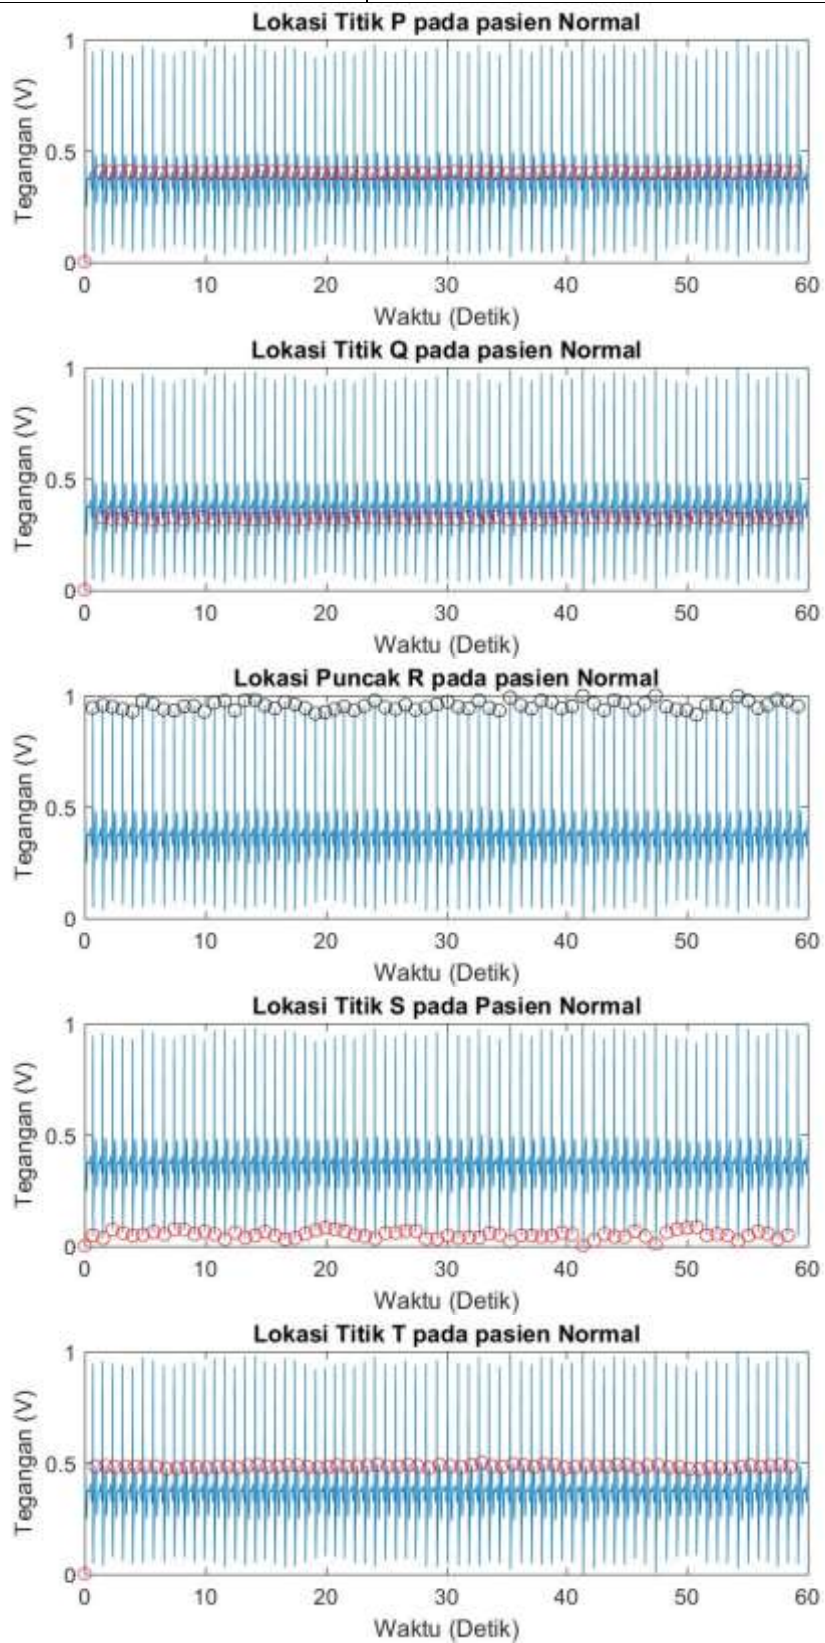 Lokasi Titik P pada pasien Normal
1
0.5
0
Tegangan (V)
0 10 20 30 40 50 60
Waktu (Detik)
Lokasi Titik Q pada pasien Normal
1
0.5
0
Tegangan (V)
0 10 20 30 40 50 60
Waktu (Detik)
Lokasi Puncak R pada pasien Normal
1
0.5
0
Tegangan (V)
0 10 20 30 40 50 60
Waktu (Detik)
Lokasi Titik S pada Pasien Normal
1
0.5
0
Tegangan (V)
0 10 20 30 40 50 60
Waktu (Detik)
Lokasi Titik T pada pasien Normal
1
0.5
0
Tegangan (V)
0 10 20 30 40 50 60
Waktu (Detik)